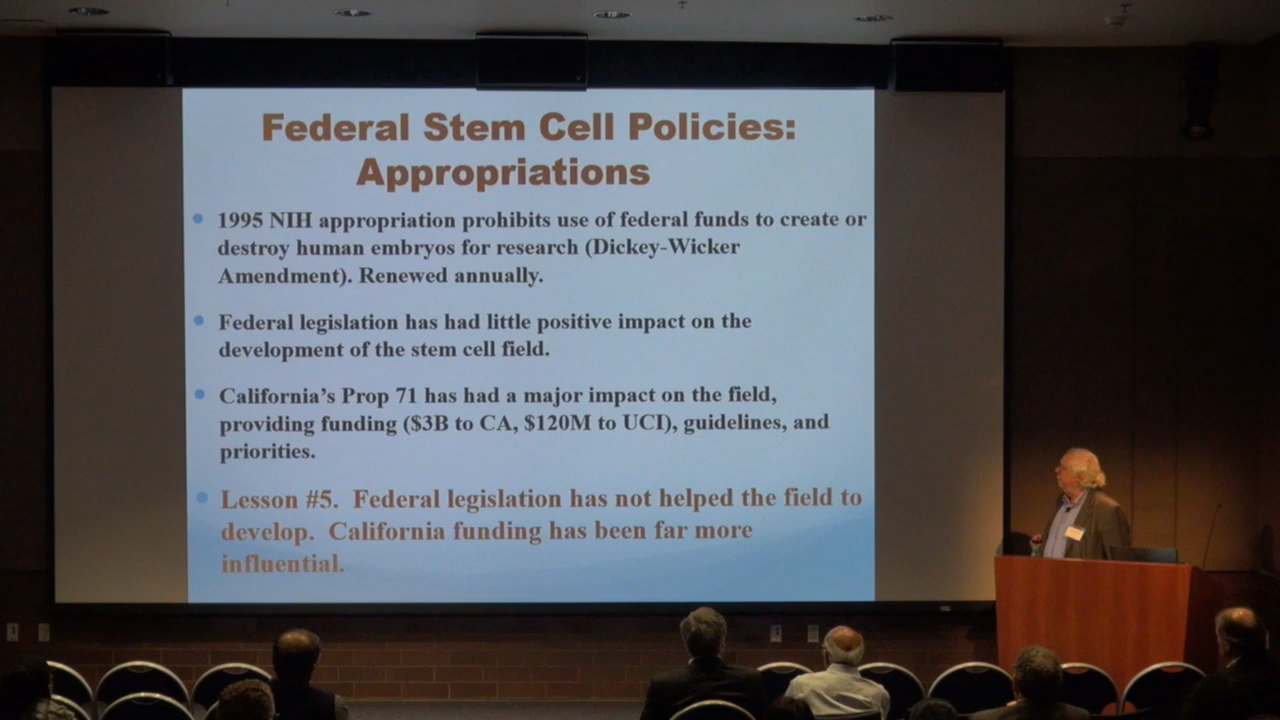 Federal Stem Cell Policies:
Appropriations
• 1995 NIH appropriation prohibits use of federal funds to create or
destroy human embryos for research (Dickey-Wicker
Amendment). Renewed annually.
• Federal legislation has had little positive impact on the
development of the stem cell field.
• California's Prop 71 has had a major impact on the field,
providing funding ($3B to CA, $120M to UCI), guidelines, and
priorities.
• Lesson #5. Federal legislation has not helped the field to
develop. California funding has been far more
influential.